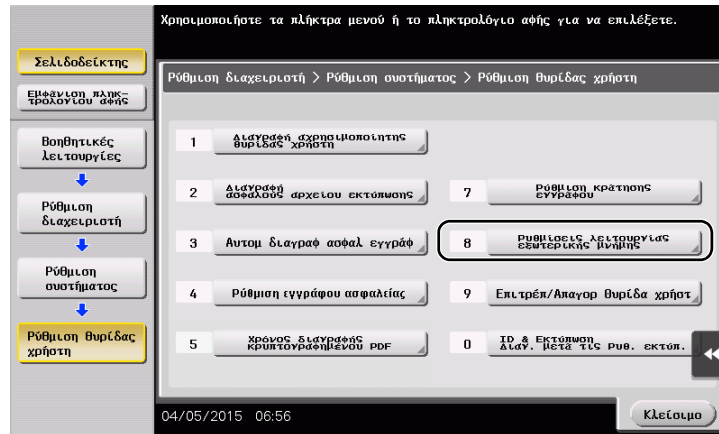 Χρησιμοποιήστε τα πλήκτρα μενού ή το πληκτρολόγιο αφής για να επιλέξετε.
Σελιδοδείκτης
Εμφάνιση πληκ-
τρολογίου αφής
Βοηθητικές
λειτουργίες
Ρύθμιση
διαχειριστή
Ρύθμιση
συστήματος
Ρύθμιση θυρίδας
χρήστη
Ρύθμιση διαχειριστή > Ρύθμιση συστήματος > Ρύθμιση θυρίδας χρήστη
1 Διαγραφή αχρησιμοποίητης
θυρίδας χρήστη
2 Διαγραφή
ασφαλούς αρχείου εκτύπωσης
3 Αυτομ διαγραφ ασφαλ εγγράφ
4 Ρύθμιση εγγράφου ασφαλείας
5 Χρόνος διαγραφής
κρυπτογραφημένου PDF
7 Ρύθμιση κράτησης
εγγράφου
8 Ρυθμίσεις λειτουργίας
εξωτερικής μνήμης
9 Επιτρέπ/Απαγορ θυρίδα χρήστ
0 ID & Εκτύπωση
Διαγ. μετά τις ρυθ. εκτύπ.
04/05/2015 06:56
Κλείσιμο